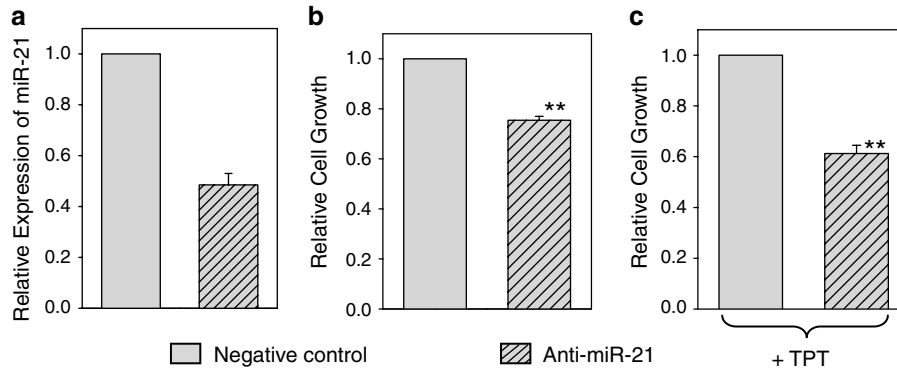 a
Relative Expression of miR-21
1.0
0.8
0.6
0.4
0.2
0.0
b
Relative Cell Growth
1.0
0.8
0.6
0.4
0.2
0.0
**
c
Relative Cell Growth
1.0
0.8
0.6
0.4
0.2
0.0
**
+ TPT
Negative control
Anti-miR-21